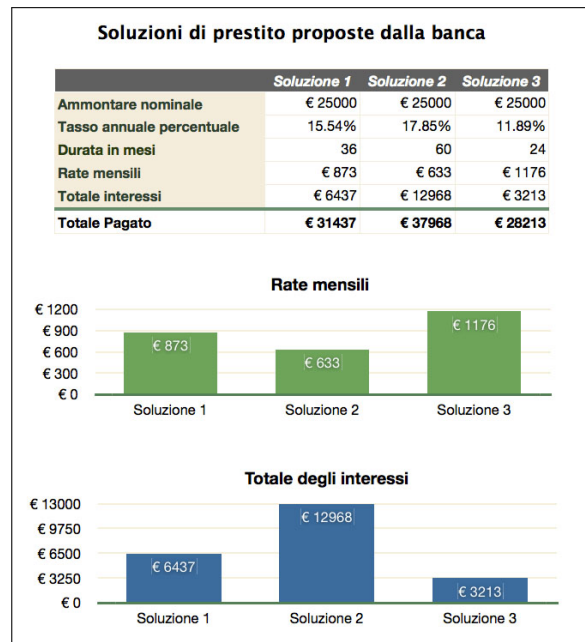 Soluzioni di prestito proposte dalla banca
Soluzione 1 Soluzione 2 Soluzione 3
Ammontare nominale € 25000 € 25000 € 25000
Tasso annuale percentuale 15.54% 17.85% 11.89%
Durata in mesi 36 60 24
Rate mensili € 873 € 633 € 1176
Totale interessi € 6437 € 12968 € 3213
Totale Pagato € 31437 € 37968 € 28213
Rate mensili
€ 1200
€ 900
€ 600
€ 300
€ 0
€ 873
€ 633
€ 1176
Soluzione 1 Soluzione 2 Soluzione 3
Totale degli interessi
€ 13000
€ 9750
€ 6500
€ 3250
€ 0
€ 6437
€ 12968
€ 3213
Soluzione 1 Soluzione 2 Soluzione 3